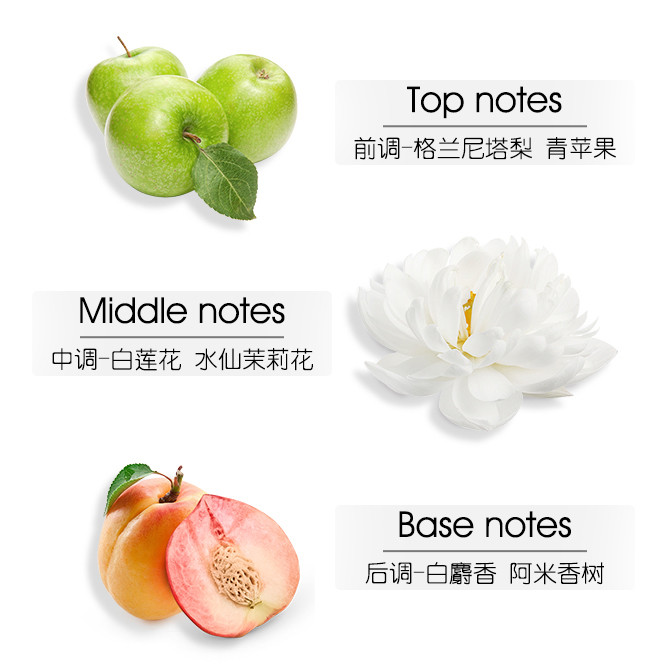 Top notes
前调-格兰尼塔梨 青苹果
Middle notes
中调-白莲花 水仙茉莉花
Base notes
后调-白麝香 阿米香树